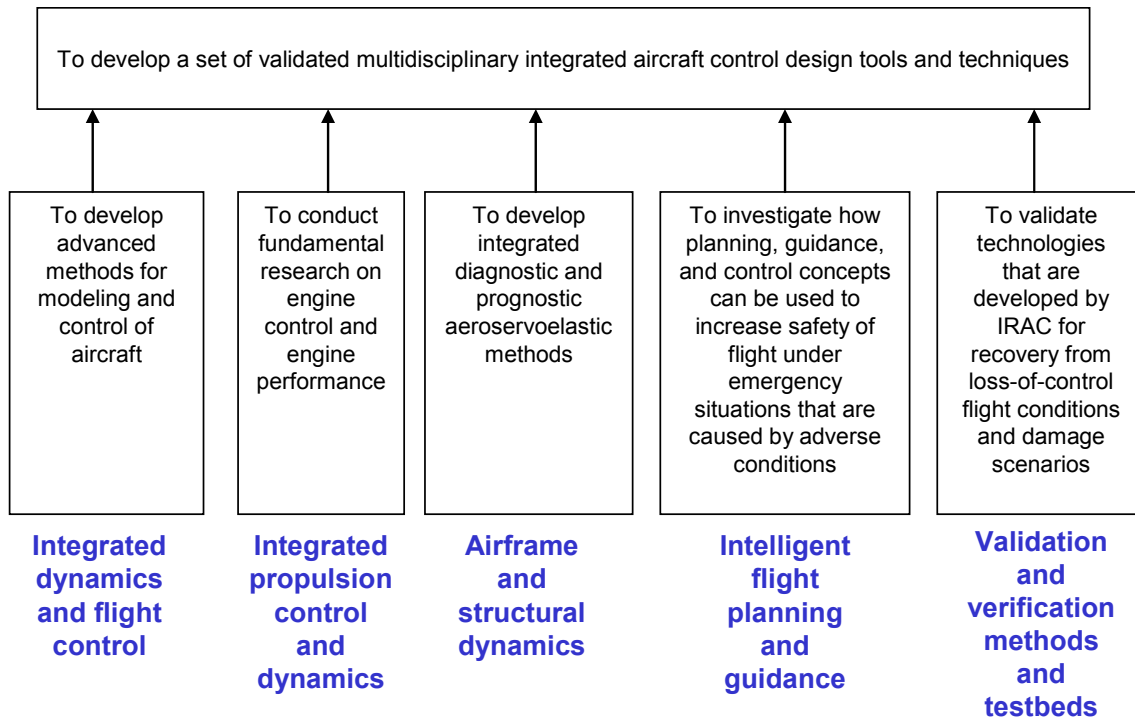 To develop a set of validated multidisciplinary integrated aircraft control design tools and techniques
To develop
advanced
methods for
modeling and
control of
aircraft
To conduct
fundamental
research on
engine
control and
engine
performance
To develop
integrated
diagnostic and
prognostic
aeroservoelastic
methods
To investigate how
planning, guidance,
and control concepts
can be used to
increase safety of
flight under
emergency
situations that are
caused by adverse
conditions
To validate
technologies
that are
developed by
IRAC for
recovery from
loss-of-control
flight conditions
and damage
scenarios
Integrated
dynamics
and flight
control
Integrated
propulsion
control
and
dynamics
Airframe
and
structural
dynamics
Intelligent
flight
planning
and
guidance
Validation
and
verification
methods
and
testbeds